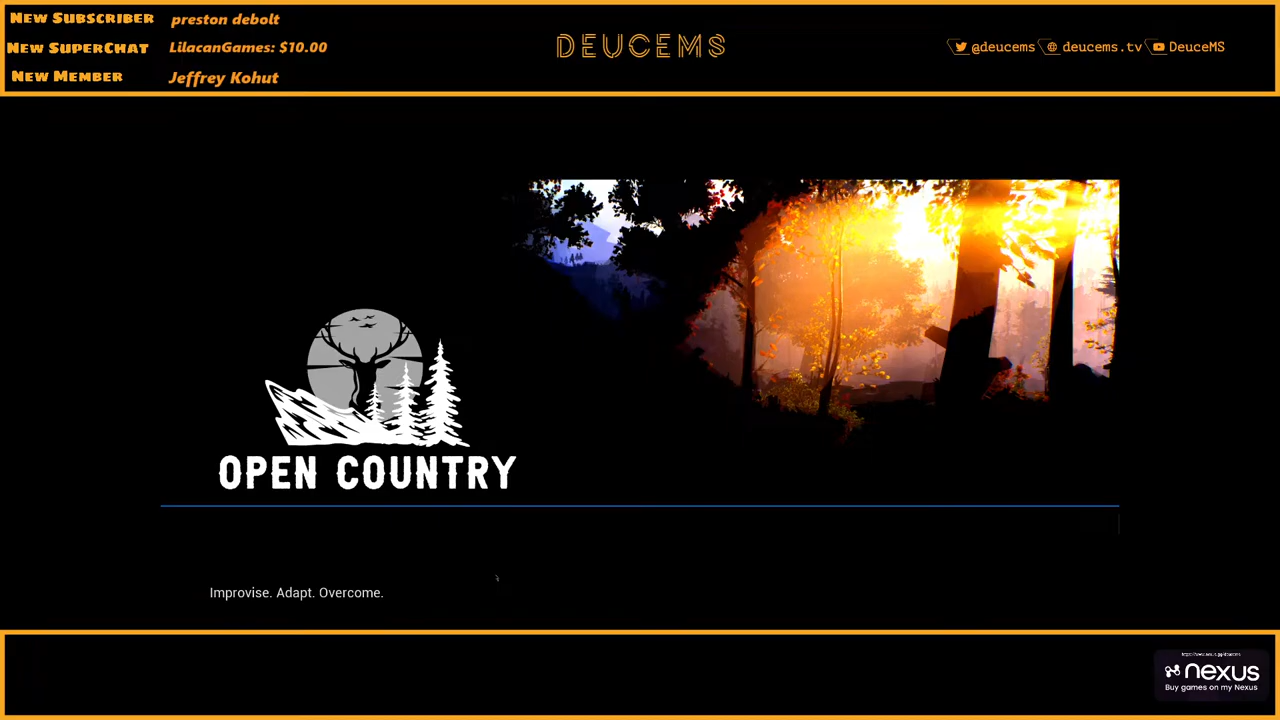 New Subscriber preston debolt
New SuperChat LilacanGames: $10.00
New Member Jeffrey Kohut
DEUCEMS
@deucems deucems.tv DeuceMS
OPEN COUNTRY
Improvise. Adapt. Overcome.
nexus
Buy games on my Nexus